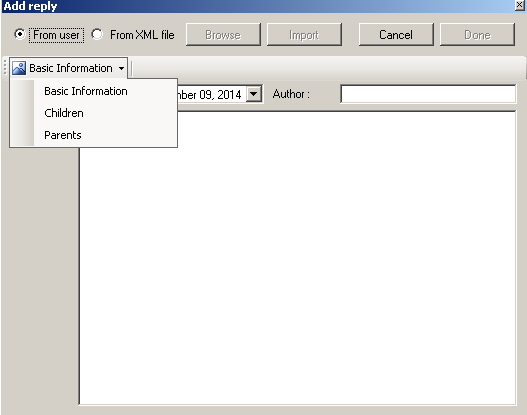 Add reply
From user From XML file Browse Import Cancel Done
Basic Information
Basic Information
09, 2014 Author :
Children
Parents